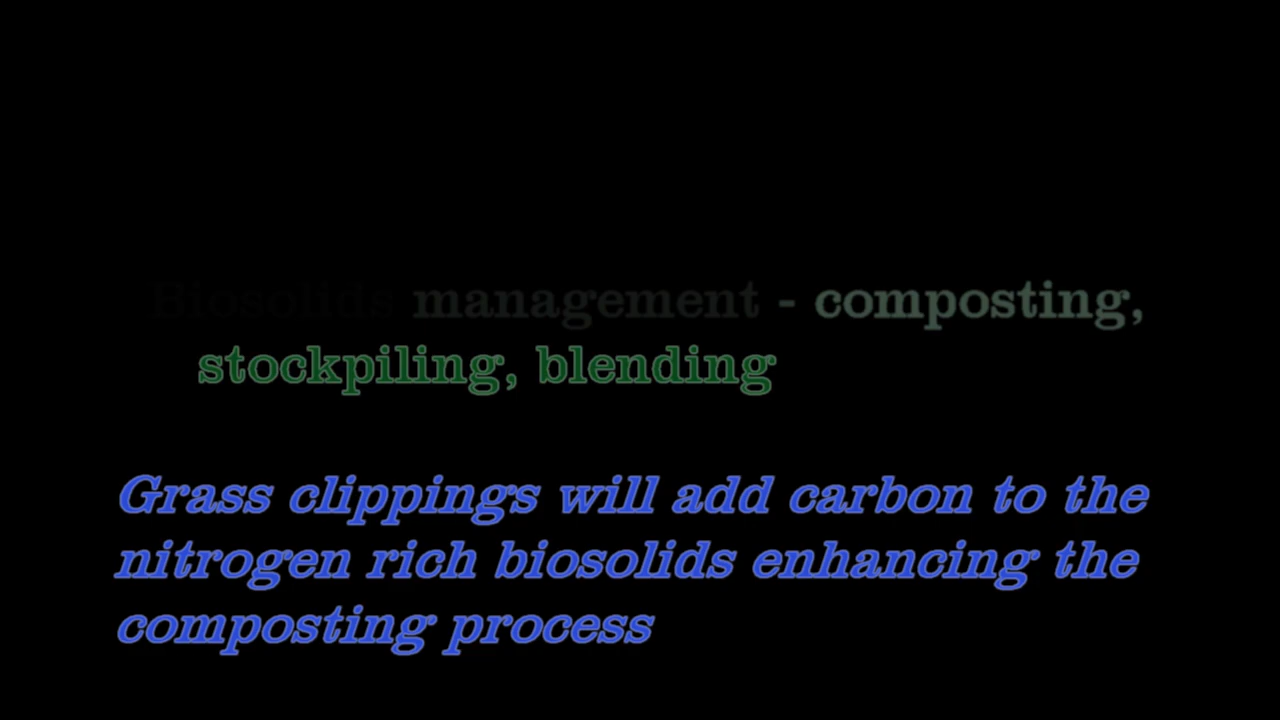 Biosolids management - composting,
stockpiling, blending
Grass clippings will add carbon to the
nitrogen rich biosolids enhancing the
composting process